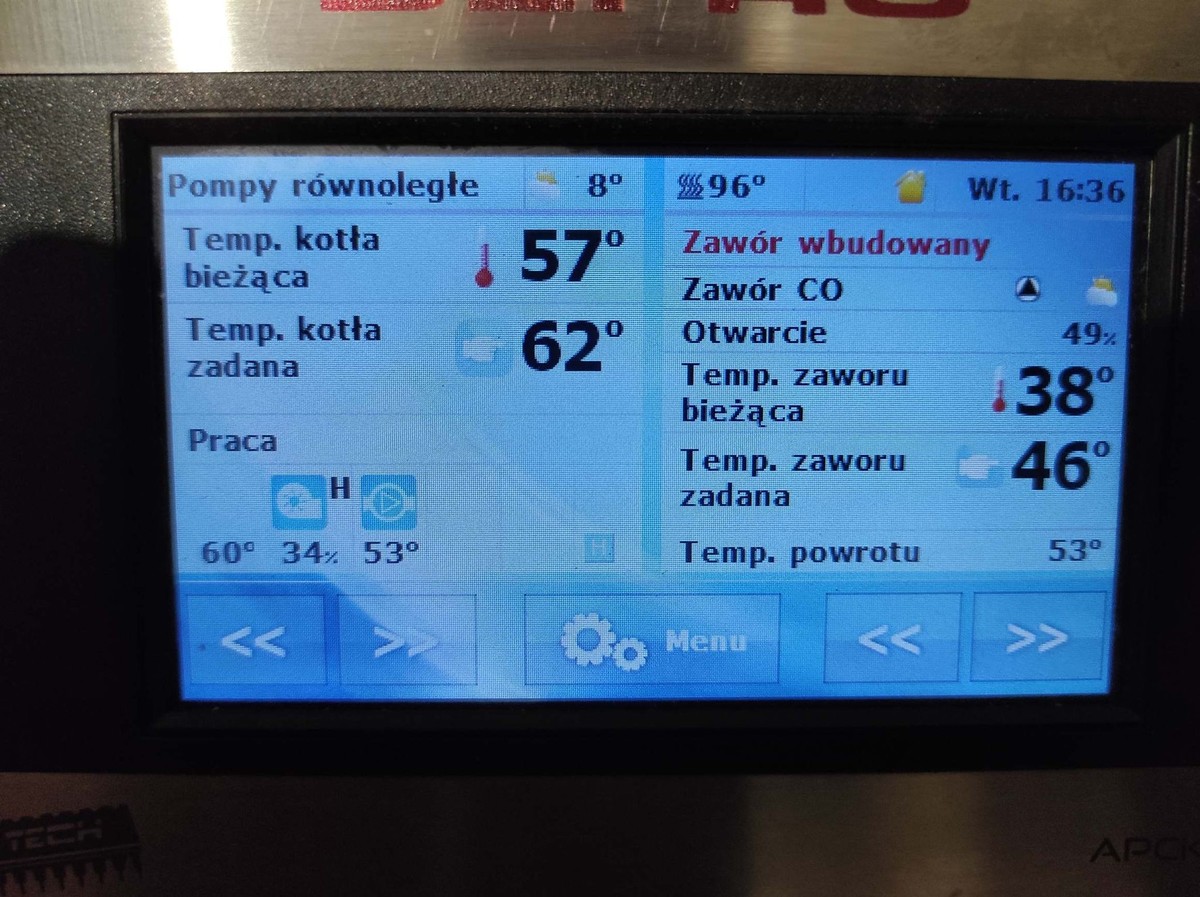 Pompy równoległe 8° 96° Wt. 16:36
Temp. kotła
bieżąca
57°
Temp. kotła
zadana
62°
Praca
H
60° 34% 53°
H
Zawór wbudowany
Zawór CO
Otwarcie 49%
Temp. zaworu
bieżąca
38°
Temp. zaworu
zadana
46°
Temp. powrotu 53°
<< >> Menu << >>
TECH